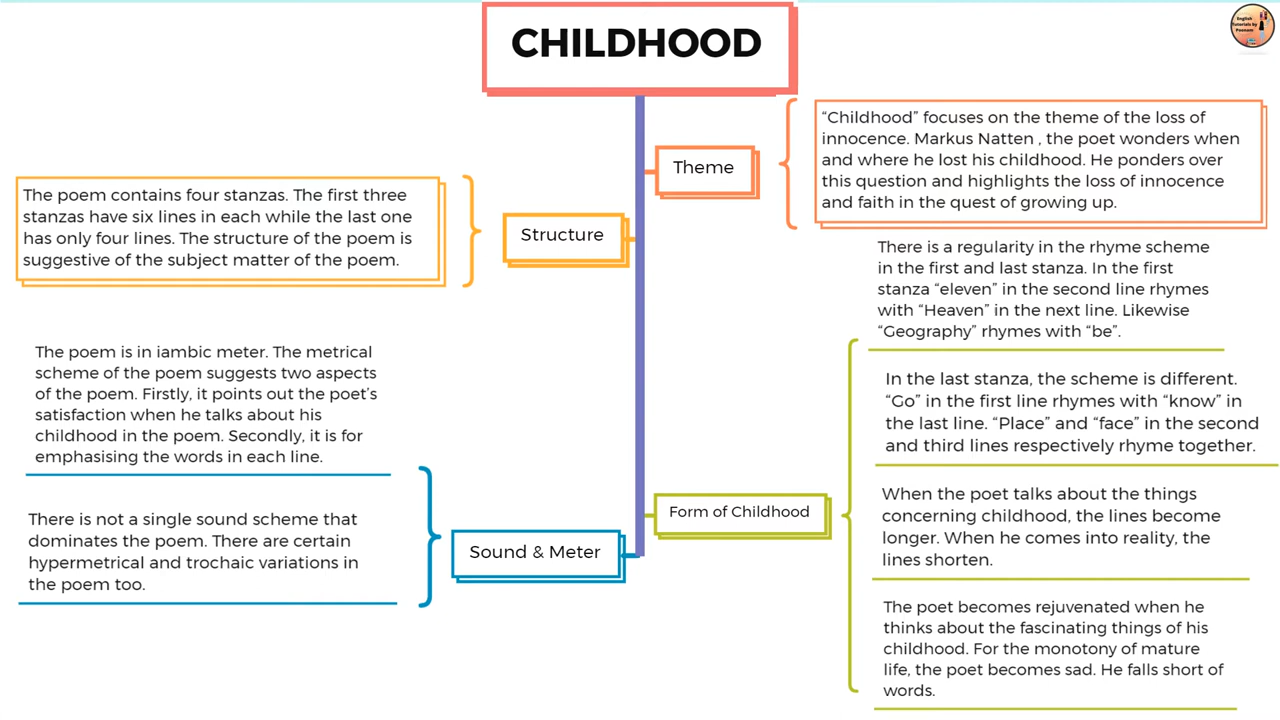 CHILDHOOD
English
Tutorials by
Poonam
Theme
“Childhood” focuses on the theme of the loss of
innocence. Markus Natten , the poet wonders when
and where he lost his childhood. He ponders over
this question and highlights the loss of innocence
and faith in the quest of growing up.
Structure
The poem contains four stanzas. The first three
stanzas have six lines in each while the last one
has only four lines. The structure of the poem is
suggestive of the subject matter of the poem.
Form of Childhood
There is a regularity in the rhyme scheme
in the first and last stanza. In the first
stanza “eleven” in the second line rhymes
with “Heaven” in the next line. Likewise
“Geography” rhymes with “be”.
In the last stanza, the scheme is different.
“Go” in the first line rhymes with “know” in
the last line. “Place” and “face” in the second
and third lines respectively rhyme together.
When the poet talks about the things
concerning childhood, the lines become
longer. When he comes into reality, the
lines shorten.
The poet becomes rejuvenated when he
thinks about the fascinating things of his
childhood. For the monotony of mature
life, the poet becomes sad. He falls short of
words.
Sound & Meter
The poem is in iambic meter. The metrical
scheme of the poem suggests two aspects
of the poem. Firstly, it points out the poet’s
satisfaction when he talks about his
childhood in the poem. Secondly, it is for
emphasising the words in each line.
There is not a single sound scheme that
dominates the poem. There are certain
hypermetrical and trochaic variations in
the poem too.